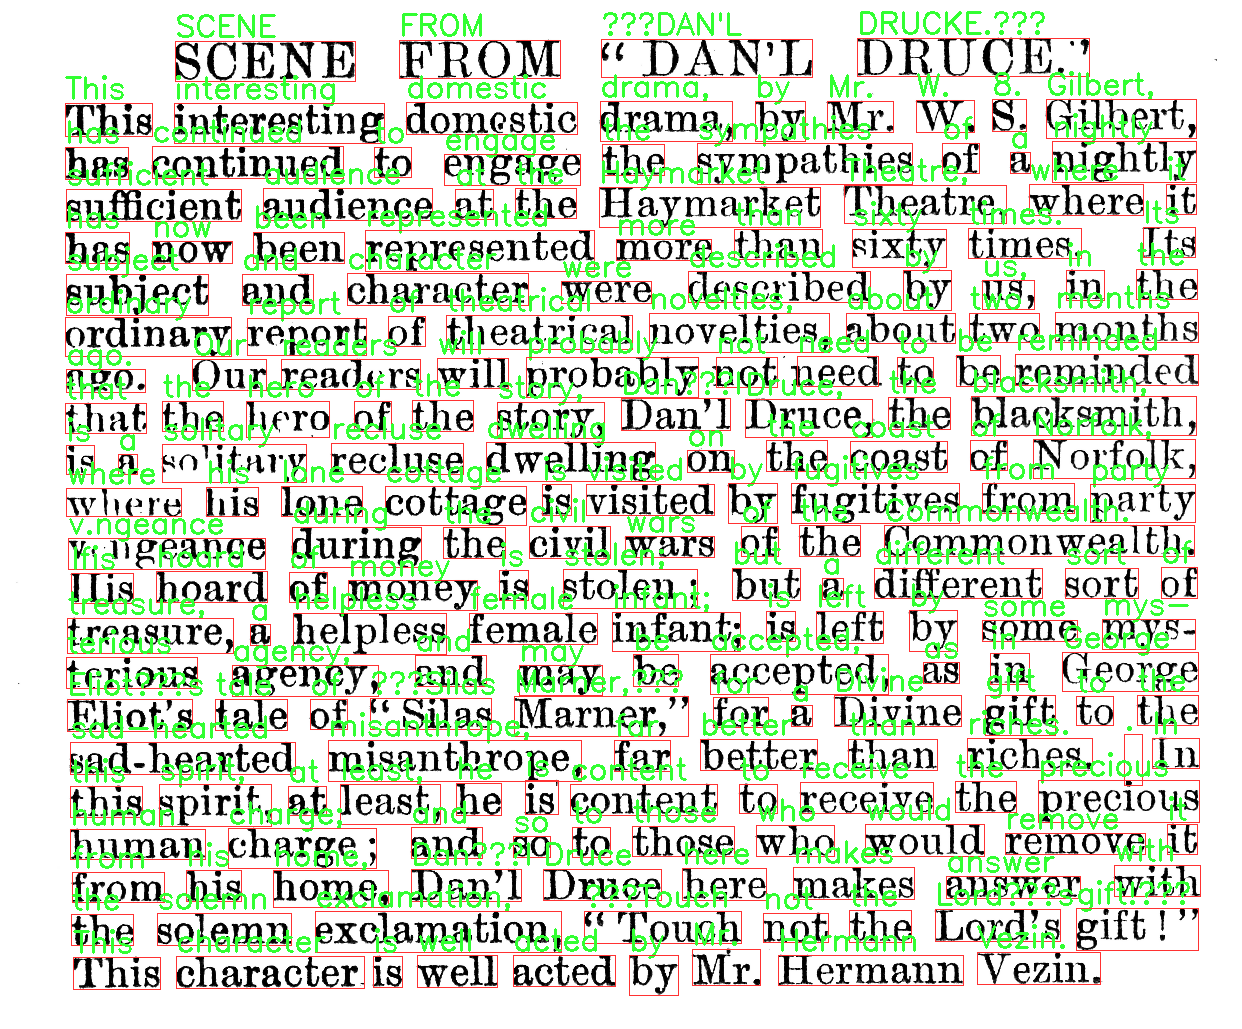 SCENE FROM “DAN’L DRUCE.”
This interesting domestic drama, by Mr. W. S. Gilbert,
has continued to engage the sympathies of a nightly
sufficient audience at the Haymarket Theatre, where it
has now been represented more than sixty times. Its
subject and character were described by us, in the
ordinary report of theatrical novelties, about two months
ago. Our readers will probably not need to be reminded
that the hero of the story, Dan’l Druce, the blacksmith,
is a solitary recluse dwelling on the coast of Norfolk,
where his lone cottage is visited by fugitives from party
vengeance during the civil wars of the Commonwealth.
His hoard of money is stolen; but a different sort of
treasure, a helpless female infant; is left by some mys-
terious agency, and may be accepted, as in George
Eliot’s tale of “Silas Marner,” for a Divine gift to the
sad-hearted misanthrope, far better than riches. In
this spirit, at least, he is content to receive the precious
human charge; and so to those who would remove it
from his home, Dan’l Druce here makes answer with
the solemn exclamation, “Touch not the Lord’s gift!”
This character is well acted by Mr. Hermann Vezin.